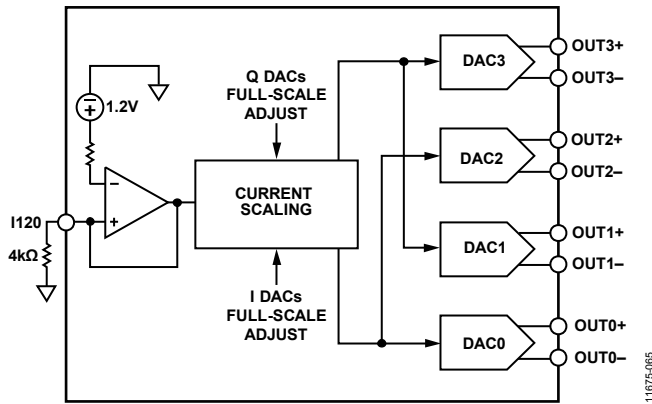 Q DACs
FULL-SCALE
ADJUST
DAC3
OUT3+
OUT3–
1.2V
DAC2
OUT2+
OUT2–
–
+
I120
4kΩ
CURRENT
SCALING
DAC1
OUT1+
OUT1–
I DACs
FULL-SCALE
ADJUST
DAC0
OUT0+
OUT0–
11675-065